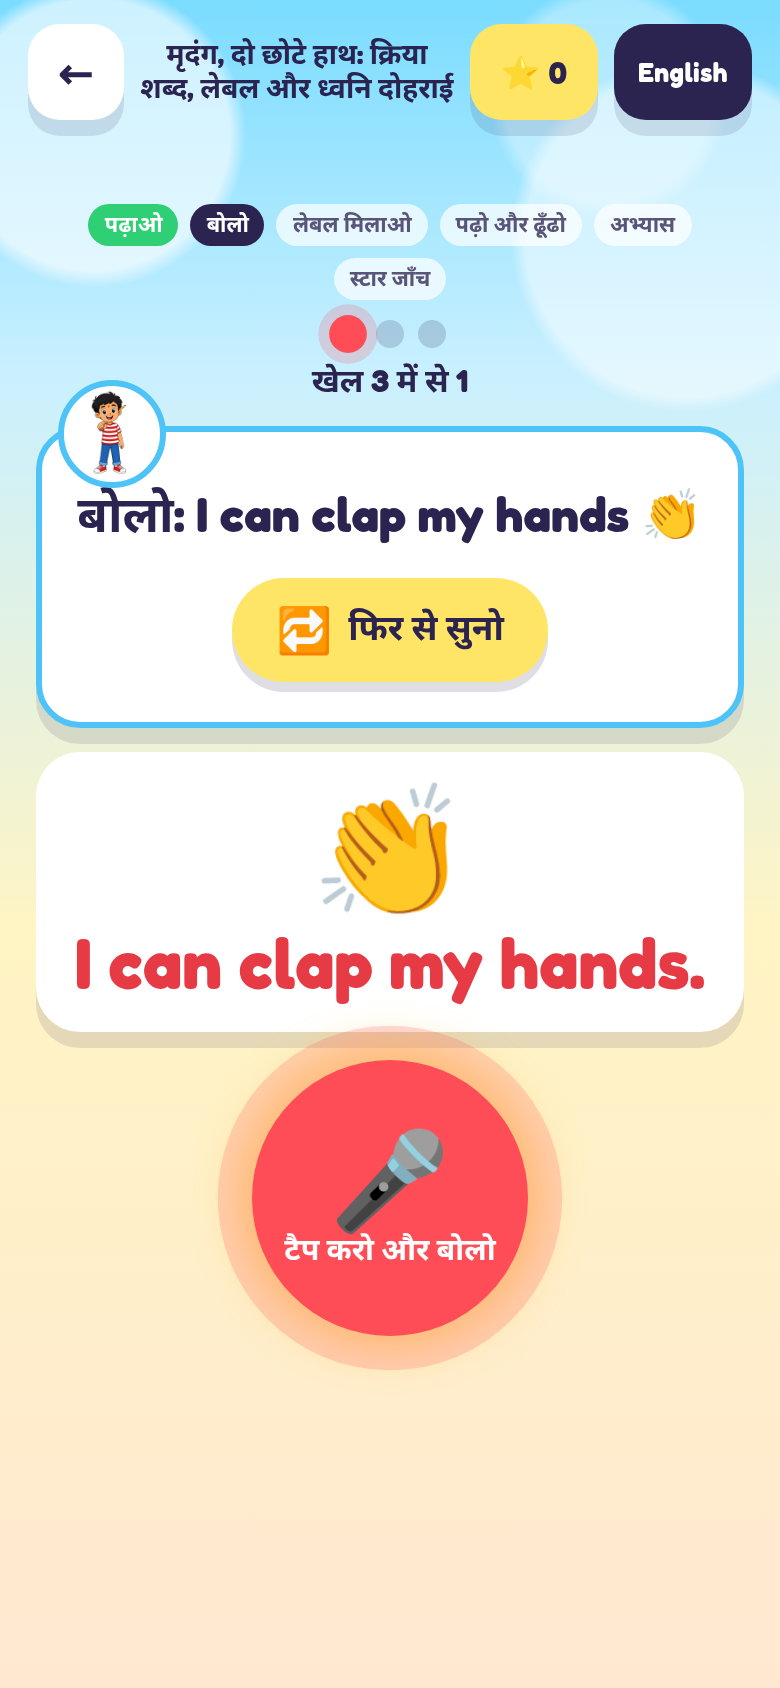 ←
मृदंग, दो छोटे हाथ: क्रिया
शब्द, लेबल और ध्वनि दोहराई
⭐ 0
English
पढ़ाओ
बोलो
लेबल मिलाओ
पढ़ो और ढूँढो
अभ्यास
स्टार जाँच
खेल 3 में से 1
बोलो: I can clap my hands 👏
🔁 फिर से सुनो
I can clap my hands.
टैप करो और बोलो